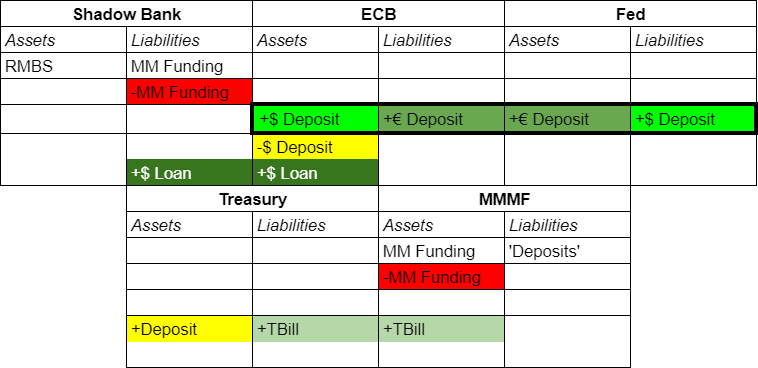 Shadow Bank ECB Fed
Assets Liabilities Assets Liabilities Assets Liabilities
RMBS MM Funding
-MM Funding
+$ Deposit +€ Deposit +€ Deposit +$ Deposit
-$ Deposit
+$ Loan +$ Loan
Treasury MMMF
Assets Liabilities Assets Liabilities
MM Funding 'Deposits'
-MM Funding
+Deposit +TBill +TBill